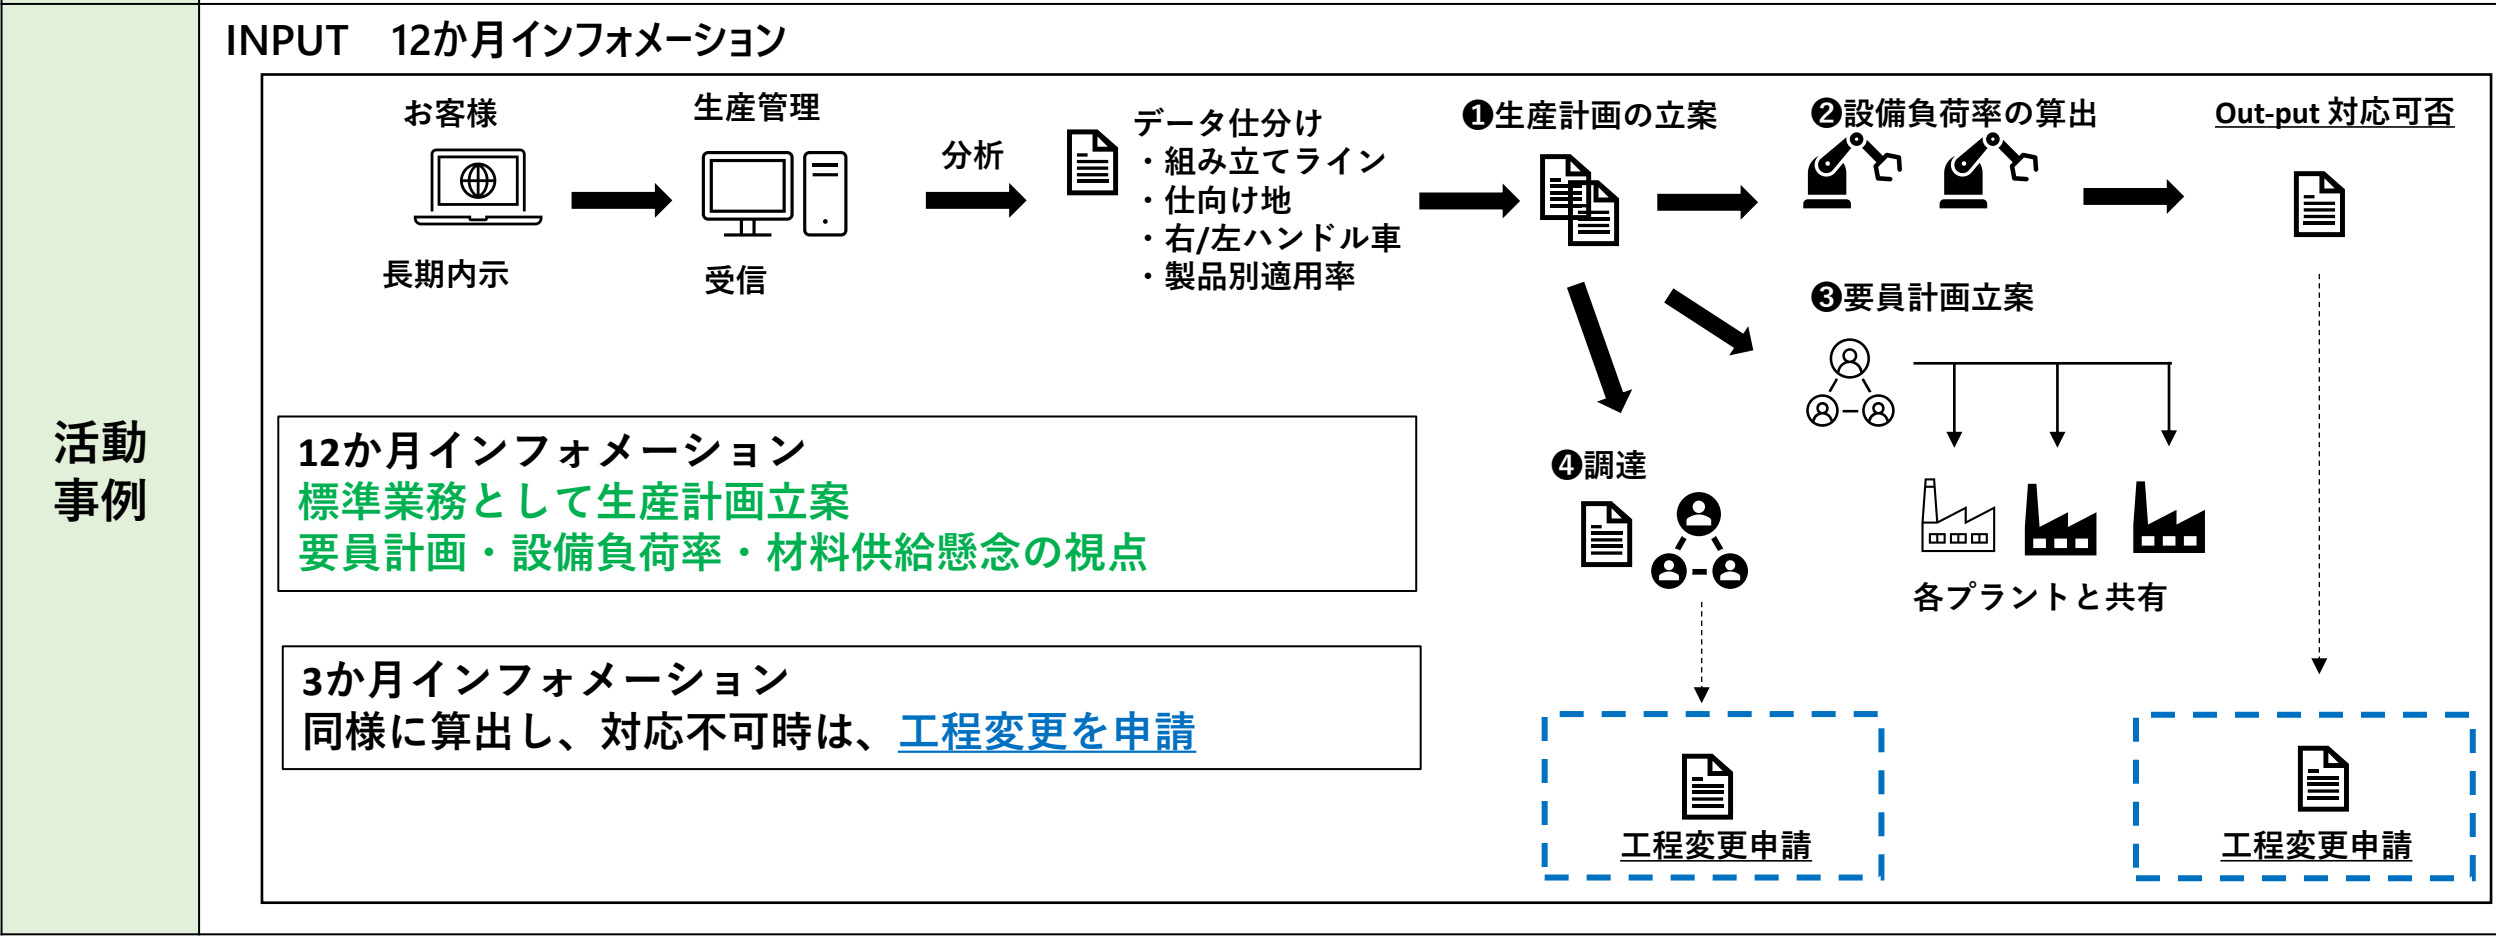 INPUT　12か月インフォメーション
活動
事例
お客様
長期内示
生産管理
受信
分析
データ仕分け
・組み立てライン
・仕向け地
・右/左ハンドル車
・製品別適用率
❶生産計画の立案
❷設備負荷率の算出
Out-put 対応可否
❸要員計画立案
各プラントと共有
❹調達
12か月インフォメーション
標準業務として生産計画立案
要員計画・設備負荷率・材料供給懸念の視点
3か月インフォメーション
同様に算出し、対応不可時は、工程変更を申請
工程変更申請
工程変更申請